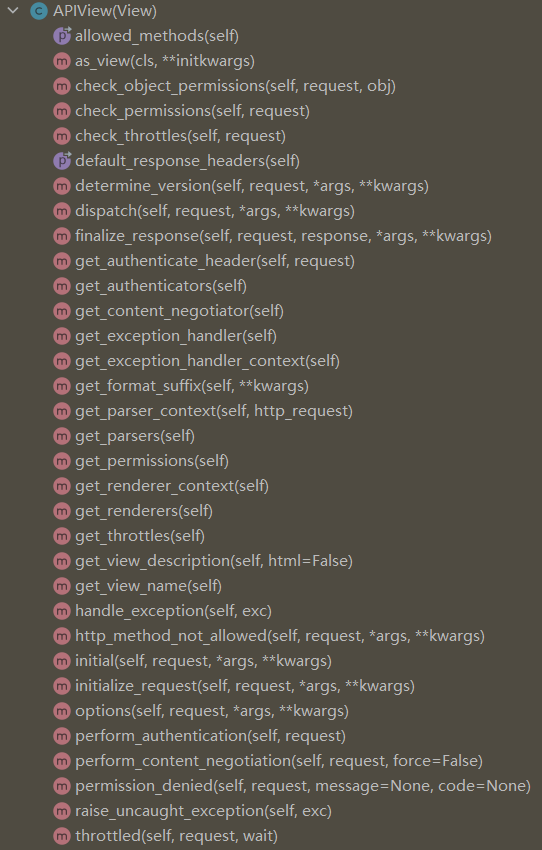 APIView(View)
allowed_methods(self)
as_view(cls, **initkwargs)
check_object_permissions(self, request, obj)
check_permissions(self, request)
check_throttles(self, request)
default_response_headers(self)
determine_version(self, request, *args, **kwargs)
dispatch(self, request, *args, **kwargs)
finalize_response(self, request, response, *args, **kwargs)
get_authenticate_header(self, request)
get_authenticators(self)
get_content_negotiator(self)
get_exception_handler(self)
get_exception_handler_context(self)
get_format_suffix(self, **kwargs)
get_parser_context(self, http_request)
get_parsers(self)
get_permissions(self)
get_renderer_context(self)
get_renderers(self)
get_throttles(self)
get_view_description(self, html=False)
get_view_name(self)
handle_exception(self, exc)
http_method_not_allowed(self, request, *args, **kwargs)
initial(self, request, *args, **kwargs)
initialize_request(self, request, *args, **kwargs)
options(self, request, *args, **kwargs)
perform_authentication(self, request)
perform_content_negotiation(self, request, force=False)
permission_denied(self, request, message=None, code=None)
raise_uncaught_exception(self, exc)
throttled(self, request, wait)